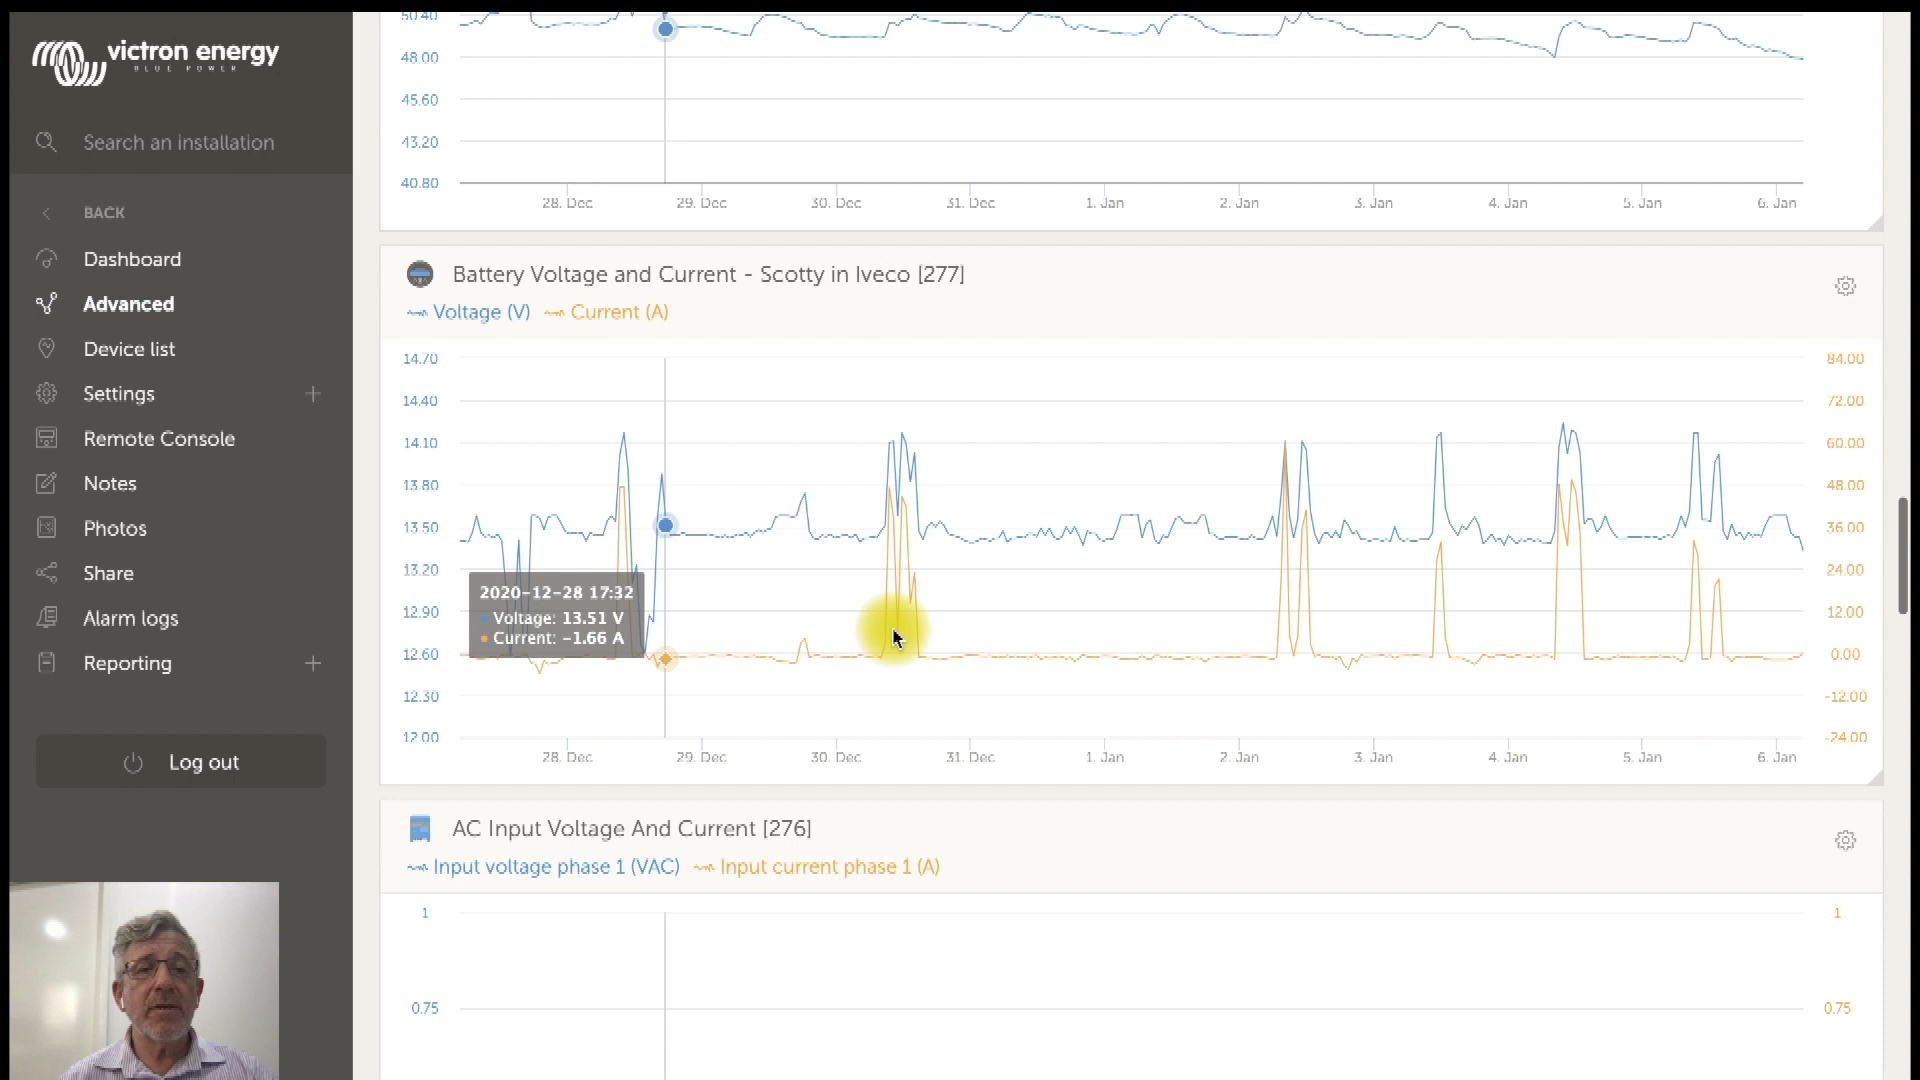 victron energy
BLUE POWER
Search an installation
BACK
Dashboard
Advanced
Device list
Settings
Remote Console
Notes
Photos
Share
Alarm logs
Reporting
Log out
50.40
48.00
45.60
43.20
40.80
28. Dec 29. Dec 30. Dec 31. Dec 1. Jan 2. Jan 3. Jan 4. Jan 5. Jan 6. Jan
Battery Voltage and Current - Scotty in Iveco [277]
Voltage (V) Current (A)
14.70 84.00
14.40 72.00
14.10 60.00
13.80 48.00
13.50 36.00
13.20 24.00
12.90 12.00
12.60 0.00
12.30 -12.00
12.00 -24.00
2020-12-28 17:32
Voltage: 13.51 V
Current: -1.66 A
28. Dec 29. Dec 30. Dec 31. Dec 1. Jan 2. Jan 3. Jan 4. Jan 5. Jan 6. Jan
AC Input Voltage And Current [276]
Input voltage phase 1 (VAC) Input current phase 1 (A)
1 1
0.75 0.75